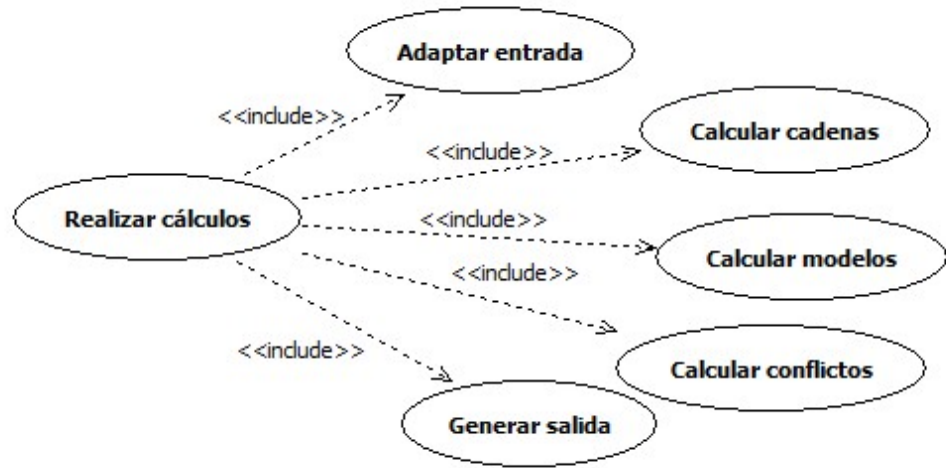 Adaptar entrada
<<include>>
Calcular cadenas
<<include>>
Realizar cálculos
<<include>>
Calcular modelos
<<include>>
<<include>>
Calcular conflictos
Generar salida